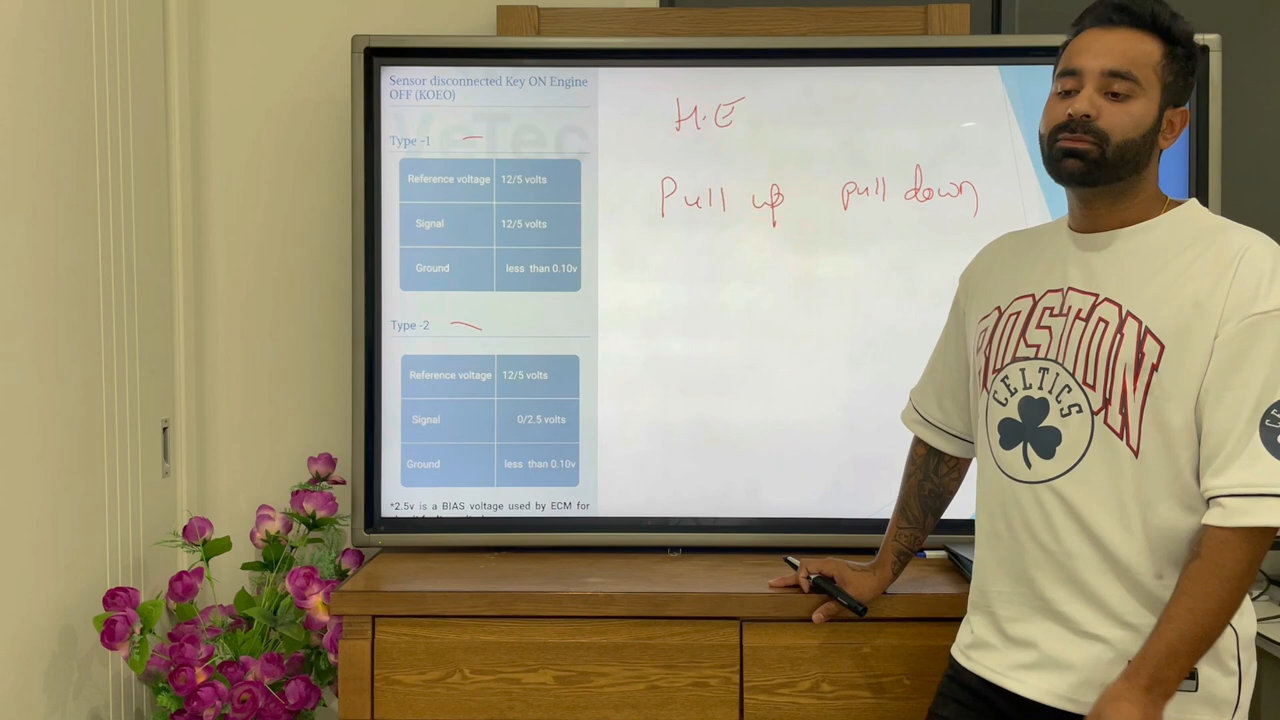 Sensor disconnected Key ON Engine
OFF (KOEO)
Type -1
Reference voltage 12/5 volts
Signal 12/5 volts
Ground less than 0.10v
Type -2
Reference voltage 12/5 volts
Signal 0/2.5 volts
Ground less than 0.10v
*2.5v is a BIAS voltage used by ECM for
H.E
Pull up pull down
BOSTON
CELTICS